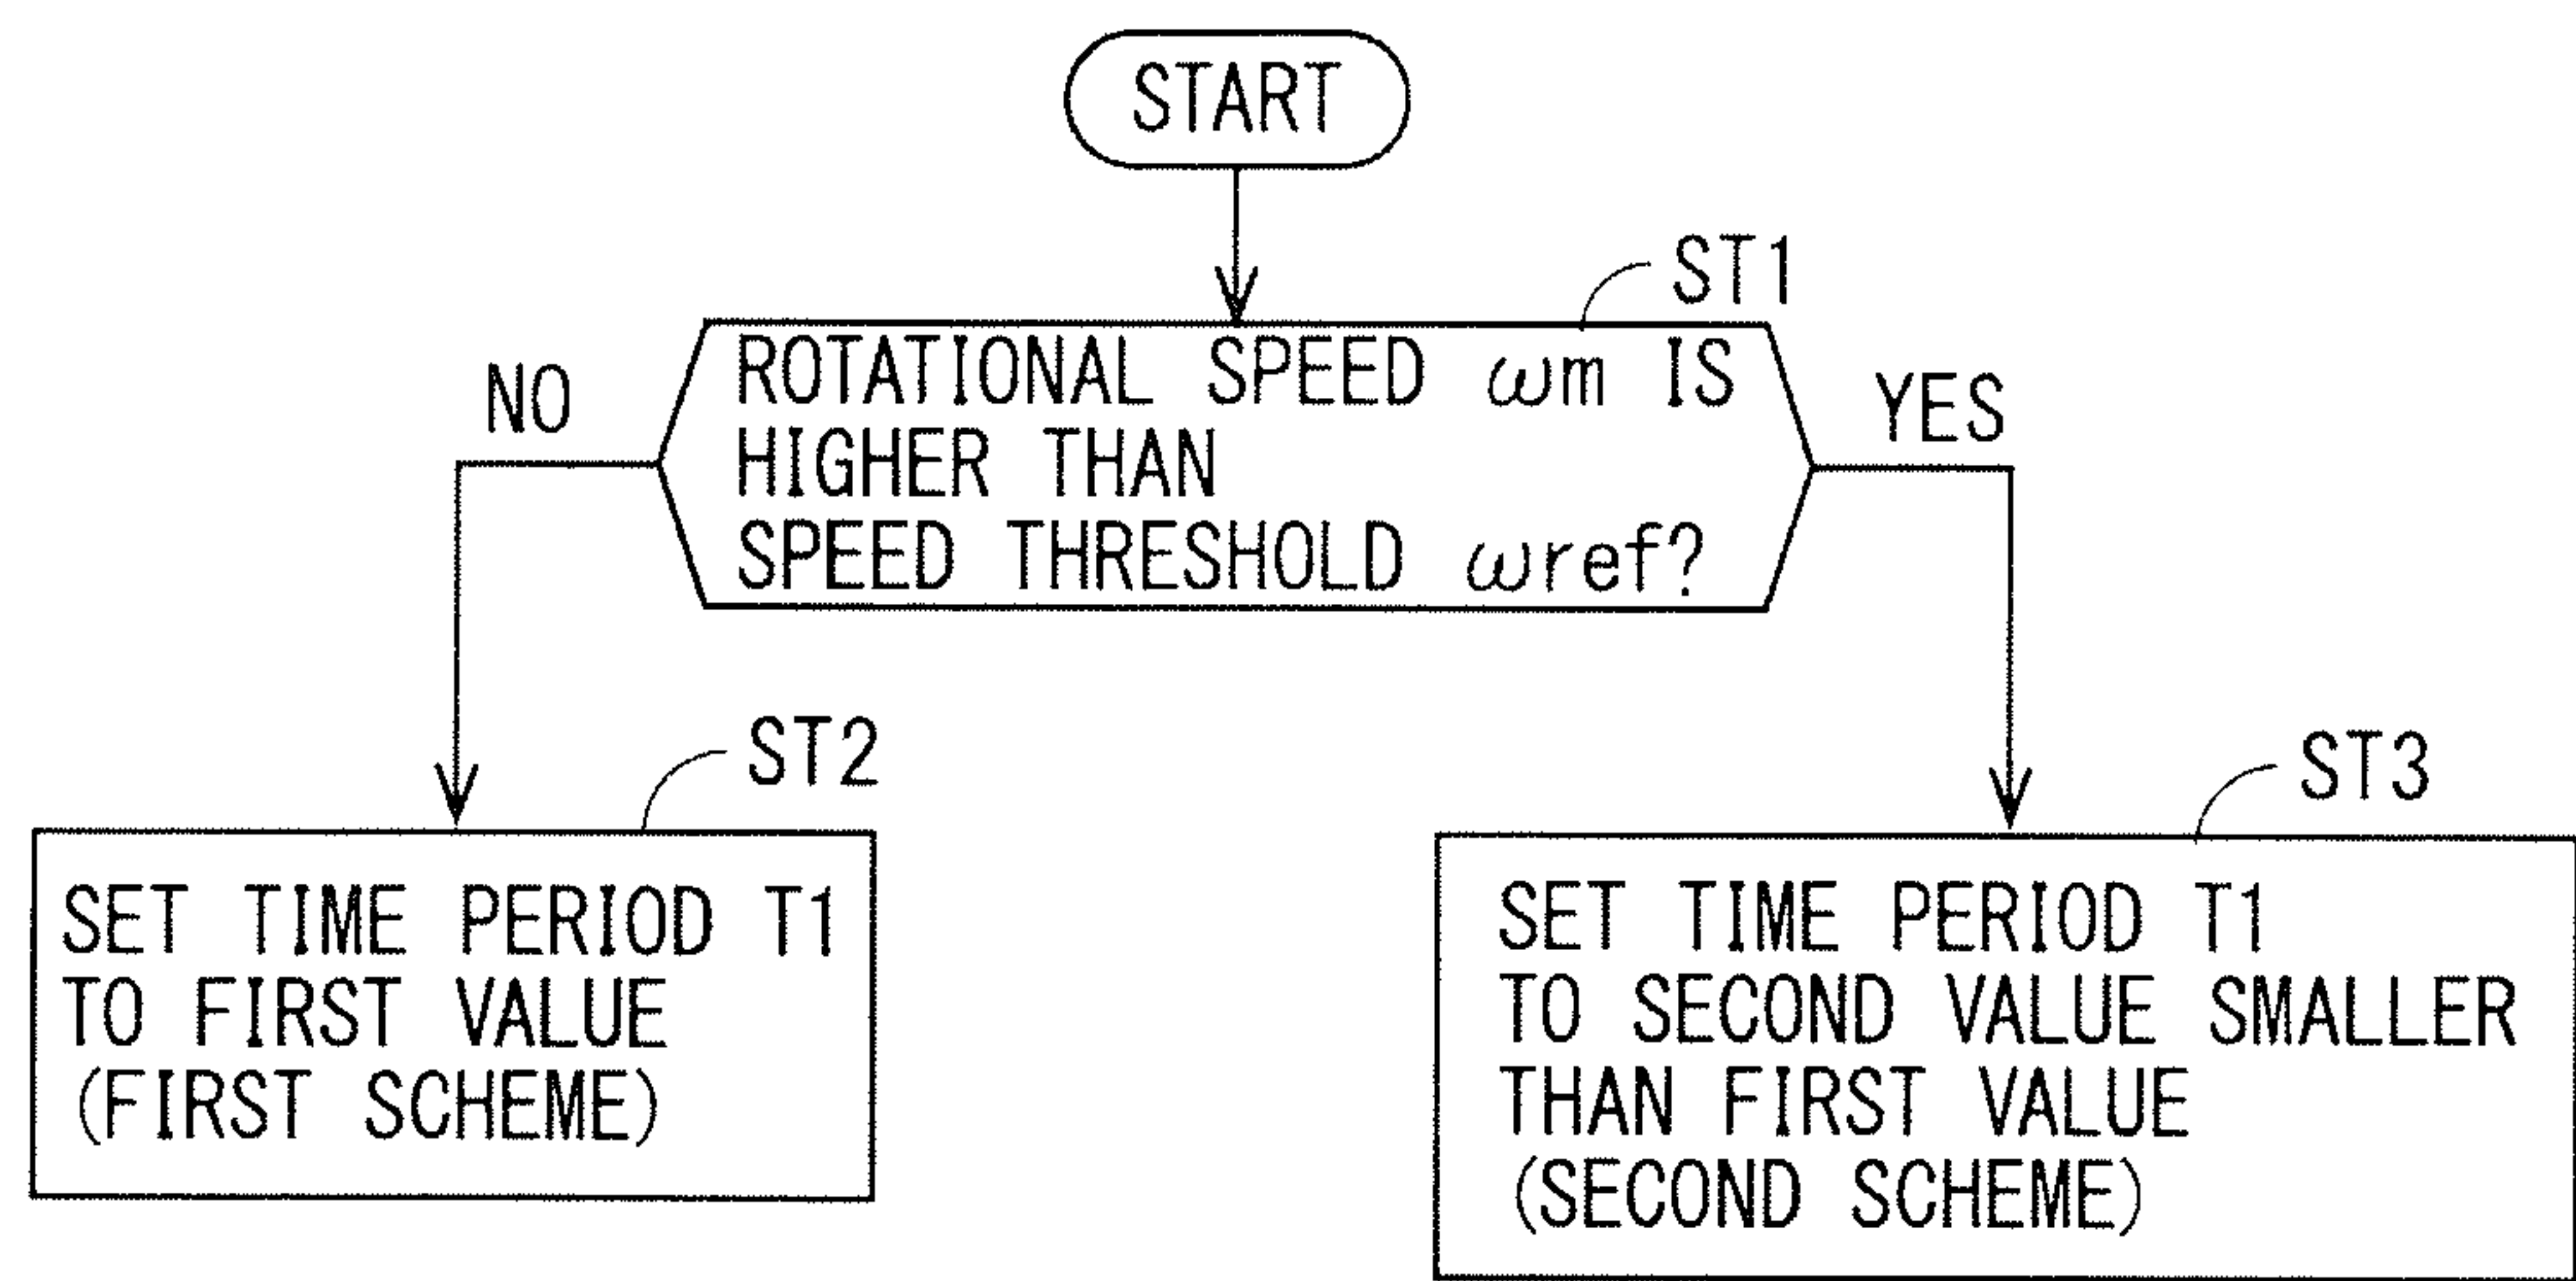 START
ST1
ROTATIONAL SPEED ωm IS
HIGHER THAN
SPEED THRESHOLD ωref?
NO
YES
ST2
SET TIME PERIOD T1
TO FIRST VALUE
(FIRST SCHEME)
ST3
SET TIME PERIOD T1
TO SECOND VALUE SMALLER
THAN FIRST VALUE
(SECOND SCHEME)